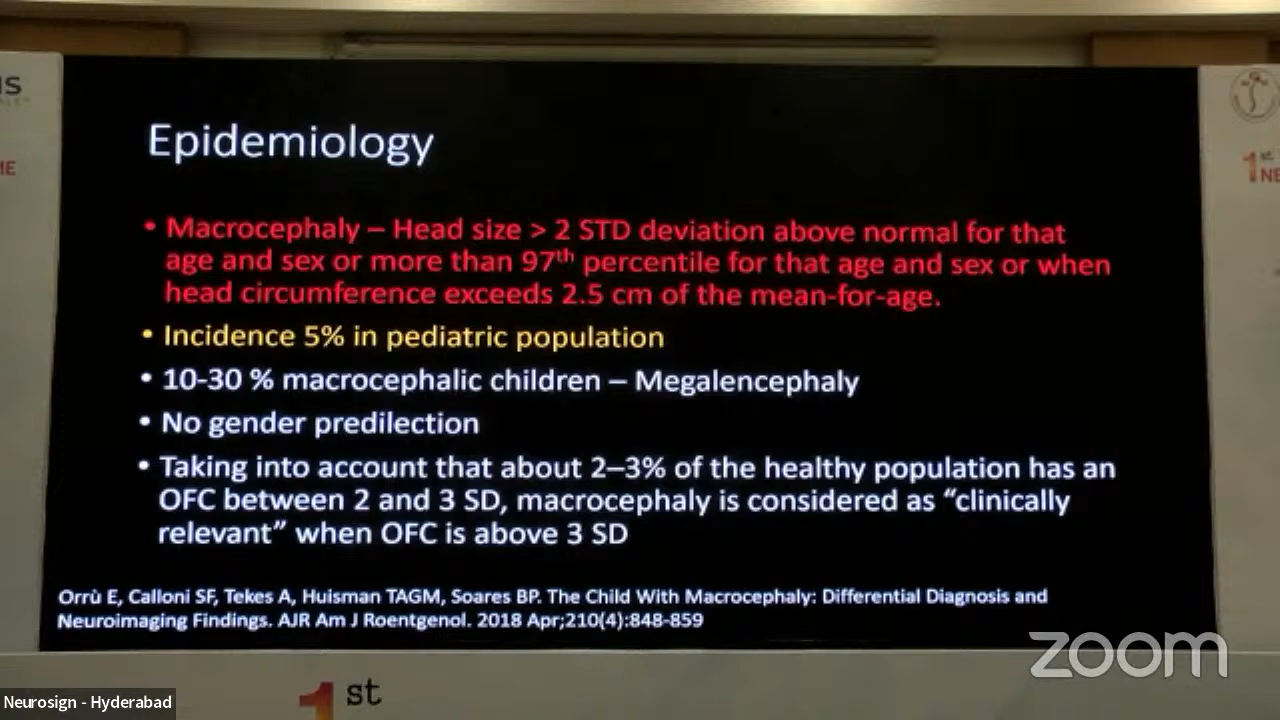 Epidemiology
• Macrocephaly – Head size > 2 STD deviation above normal for that
age and sex or more than 97th percentile for that age and sex or when
head circumference exceeds 2.5 cm of the mean-for-age.
• Incidence 5% in pediatric population
• 10-30 % macrocephalic children – Megalencephaly
• No gender predilection
• Taking into account that about 2–3% of the healthy population has an
OFC between 2 and 3 SD, macrocephaly is considered as “clinically
relevant” when OFC is above 3 SD
Orrù E, Calloni SF, Tekes A, Huisman TAGM, Soares BP. The Child With Macrocephaly: Differential Diagnosis and
Neuroimaging Findings. AJR Am J Roentgenol. 2018 Apr;210(4):848-859
zoom
1st
Neurosign - Hyderabad
1st